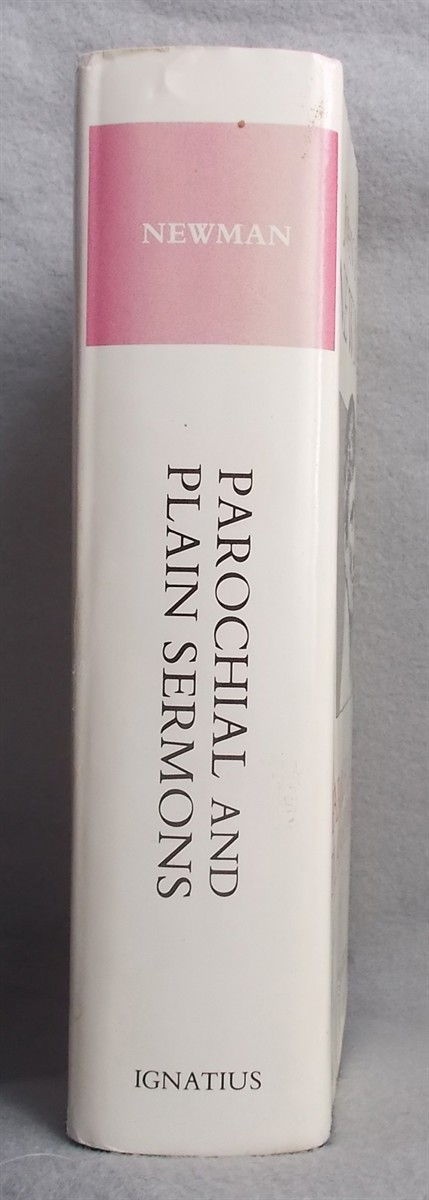 NEWMAN
PAROCHIAL AND
PLAIN SERMONS
IGNATIUS